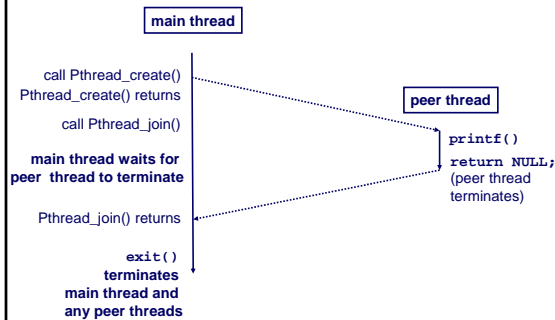 main thread
call Pthread_create()
Pthread_create() returns
call Pthread_join()
main thread waits for
peer thread to terminate
Pthread_join() returns
exit()
terminates
main thread and
any peer threads
peer thread
printf()
return NULL;
(peer thread
terminates)